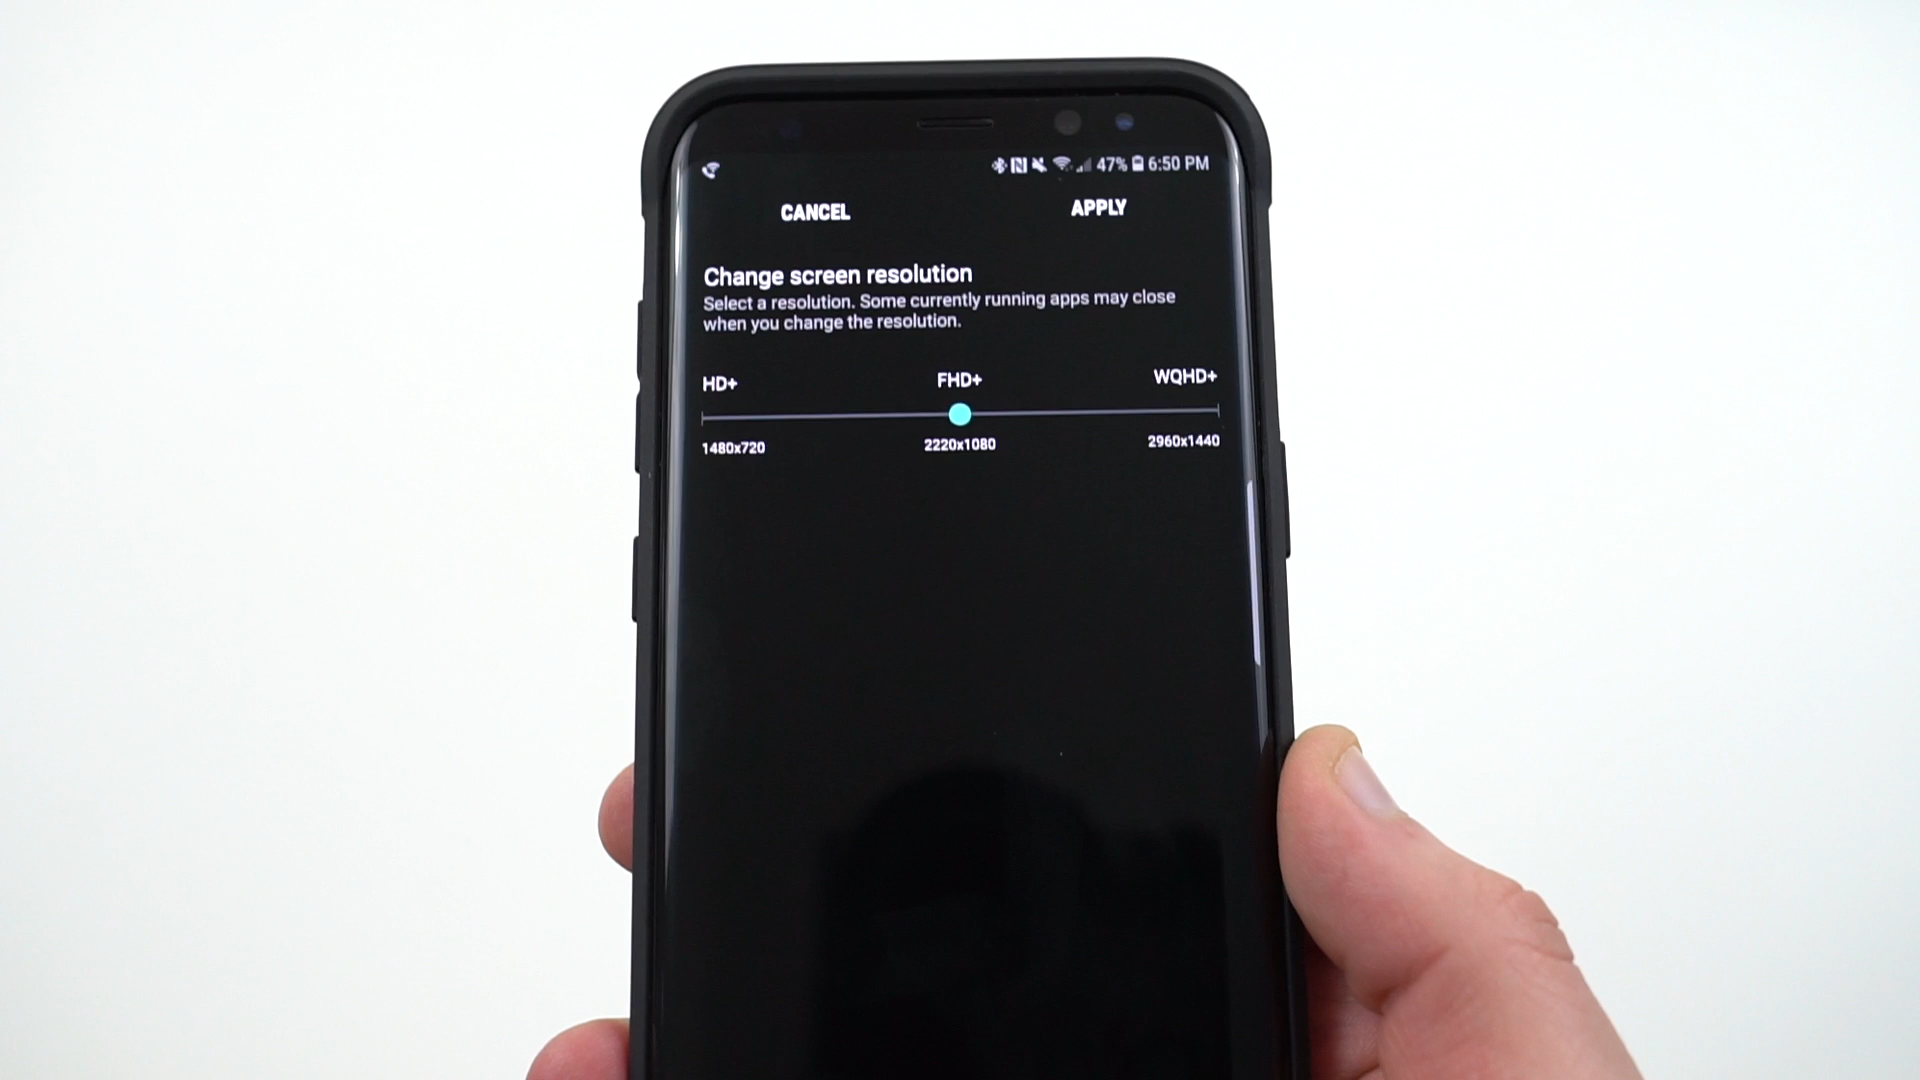 47% 6:50 PM
CANCEL APPLY
Change screen resolution
Select a resolution. Some currently running apps may close
when you change the resolution.
HD+ FHD+ WQHD+
1480x720 2220x1080 2960x1440